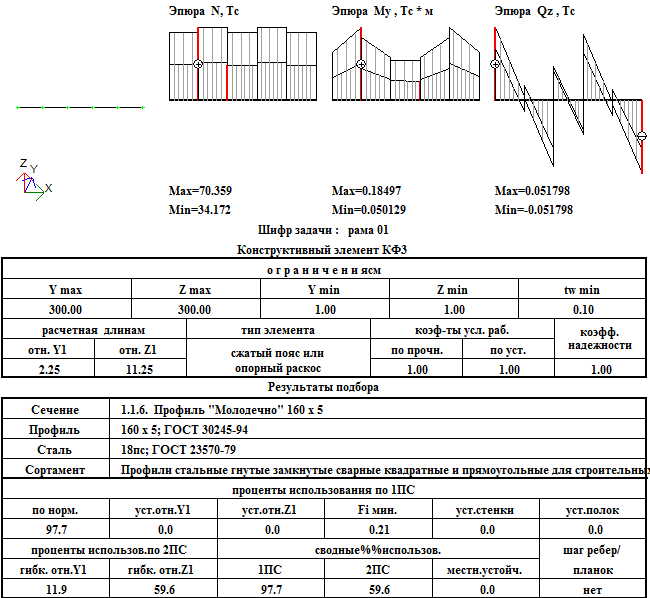 Эпюра N, Тс
Эпюра My , Тс * м
Эпюра Qz , Тс
Z
Y
X
Max=70.359
Max=0.18497
Max=0.051798
Min=34.172
Min=0.050129
Min=-0.051798
Шифр задачи : рама 01
Конструктивный элемент КФ3
о г р а н и ч е н и ясм
Y max
Z max
Y min
Z min
tw min
300.00
300.00
1.00
1.00
0.10
расчетная длинам
тип элемента
коэф-ты усл. раб.
коэфф.
надежности
отн. Y1
отн. Z1
сжатый пояс или
опорный раскос
по прочн.
по уст.
2.25
11.25
1.00
1.00
1.00
Результаты подбора
Сечение
1.1.6. Профиль "Молодечно" 160 x 5
Профиль
160 x 5; ГОСТ 30245-94
Сталь
18пс; ГОСТ 23570-79
Сортамент
Профили стальные гнутые замкнутые сварные квадратные и прямоугольные для строительных
проценты использования по 1ПС
по норм.
уст.отн.Y1
уст.отн.Z1
Fi мин.
уст.стенки
уст.полок
97.7
0.0
0.0
0.21
0.0
0.0
проценты использов.по 2ПС
сводные%%использов.
шаг ребер/
планок
гибк. отн.Y1
гибк. отн.Z1
1ПС
2ПС
местн.устойч.
11.9
59.6
97.7
59.6
0.0
нет